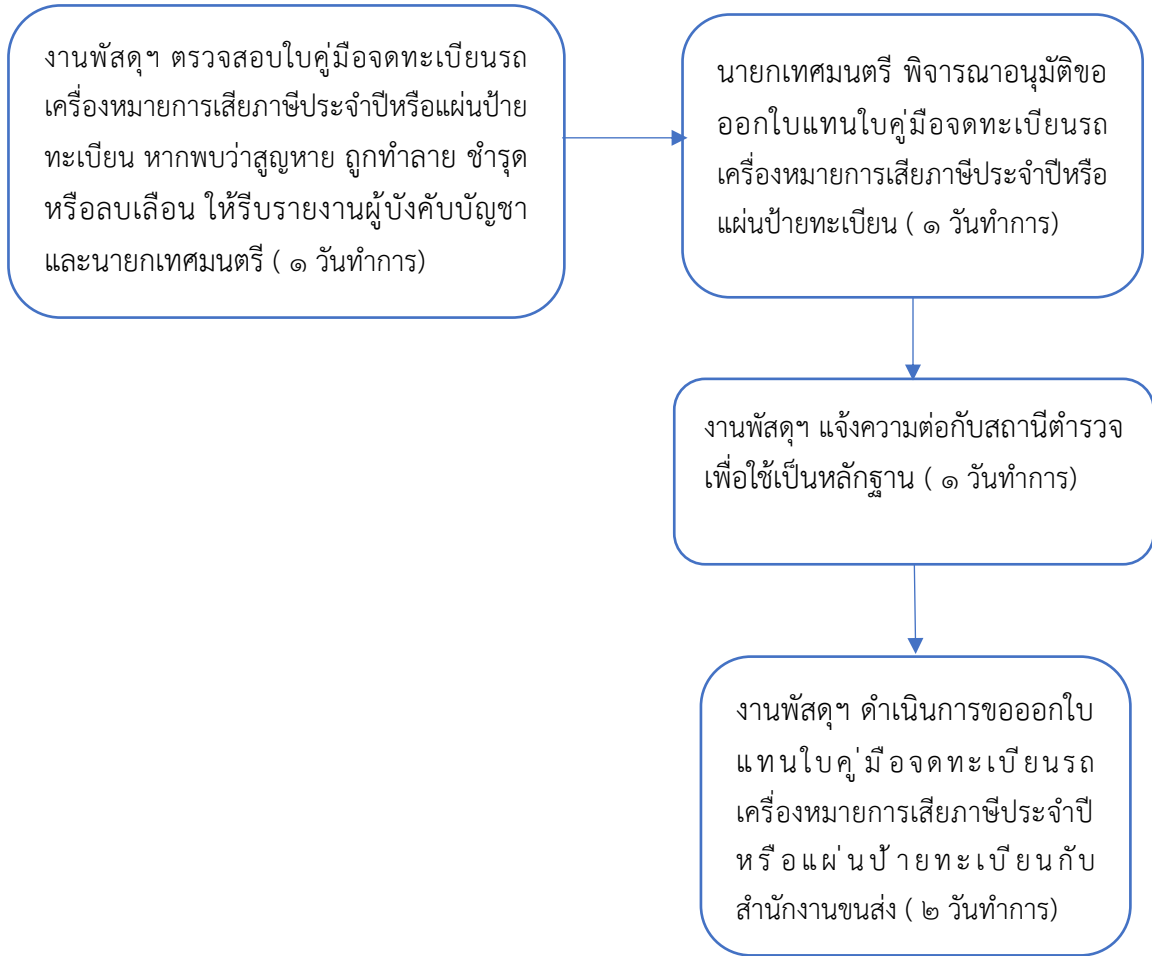 งานพัสดุฯ ตรวจสอบใบคู่มือจดทะเบียนรถ
เครื่องหมายการเสียภาษีประจำปีหรือแผ่นป้าย
ทะเบียน หากพบว่าสูญหาย ถูกทำลาย ชำรุด
หรือลบเลือน ให้รีบรายงานผู้บังคับบัญชา
และนายกเทศมนตรี ( ๑ วันทำการ)
นายกเทศมนตรี พิจารณาอนุมัติขอ
ออกใบแทนใบคู่มือจดทะเบียนรถ
เครื่องหมายการเสียภาษีประจำปีหรือ
แผ่นป้ายทะเบียน ( ๑ วันทำการ)
งานพัสดุฯ แจ้งความต่อกับสถานีตำรวจ
เพื่อใช้เป็นหลักฐาน ( ๑ วันทำการ)
งานพัสดุฯ ดำเนินการขอออกใบ
แทนใบคู่มือจดทะเบียนรถ
เครื่องหมายการเสียภาษีประจำปี
หรือแผ่นป้ายทะเบียนกับ
สำนักงานขนส่ง ( ๒ วันทำการ)